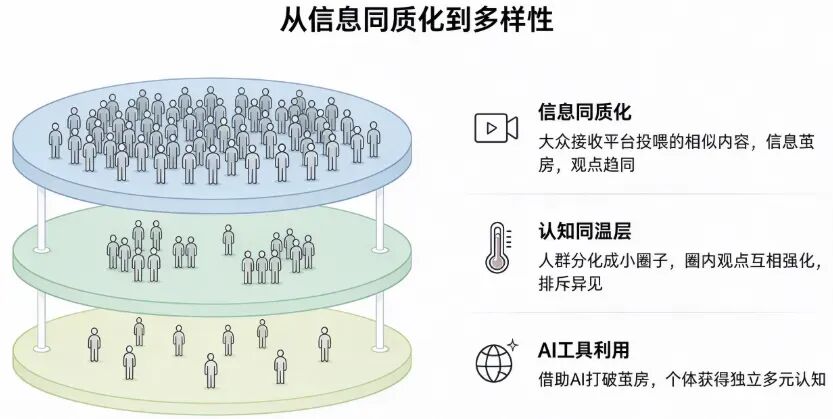 从信息同质化到多样性
信息同质化
大众接收平台投喂的相似内容，信息茧
房，观点趋同
认知同温层
人群分化成小圈子，圈内观点互相强化，
排斥异见
AI工具利用
借助AI打破茧房，个体获得独立多元认知